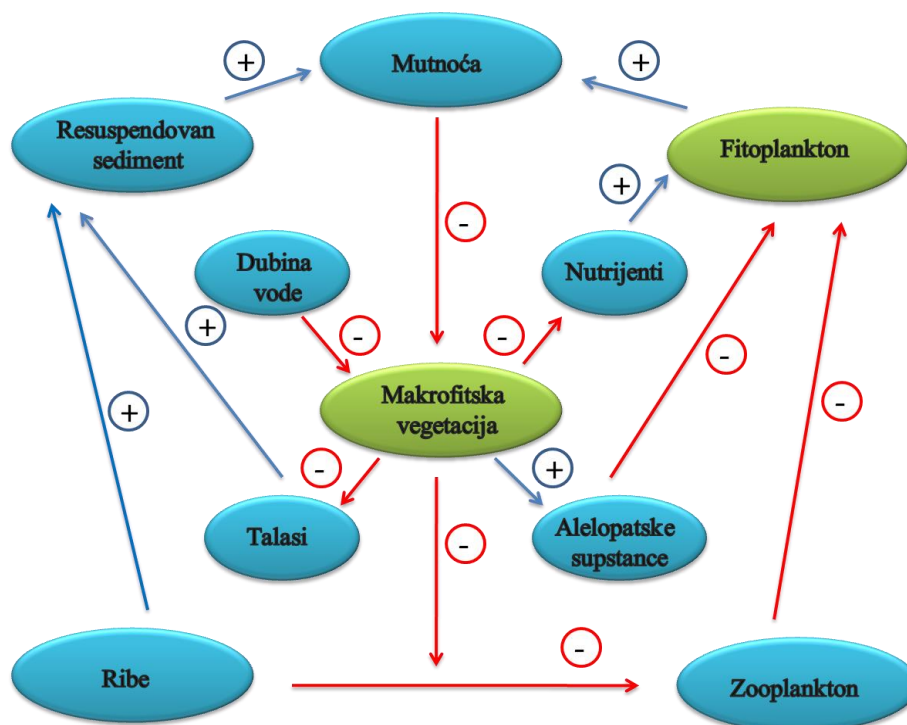 Mutnoća
+
+
Resuspendovan
sediment
Fitoplankton
+
-
Dubina
vode
Nutrijenti
+
-
-
-
Makrofitska
vegetacija
-
+
-
+
-
Talasi
-
Alelopatske
supstance
-
Ribe
Zooplankton